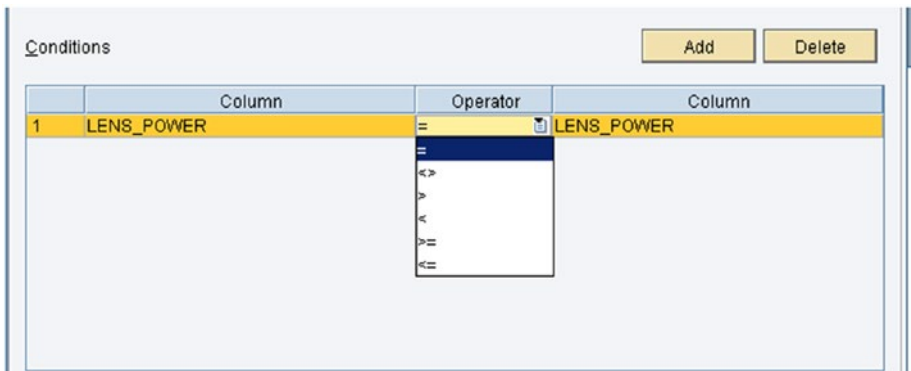 Conditions
Add
Delete
Column Operator Column
1 LENS_POWER = LENS_POWER
=
<>
>
<
>=
<=